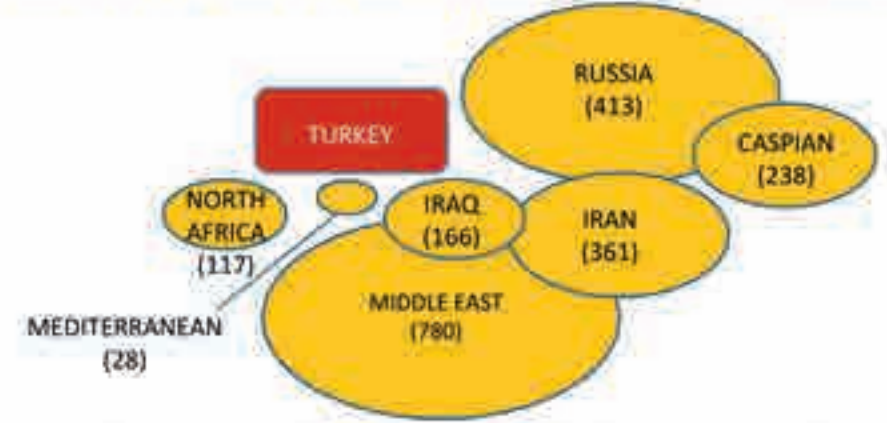 RUSSIA
(413)
TURKEY
CASPIAN
(238)
NORTH
AFRICA
(117)
IRAQ
(166)
IRAN
(361)
MIDDLE EAST
(780)
MEDITERRANEAN
(28)